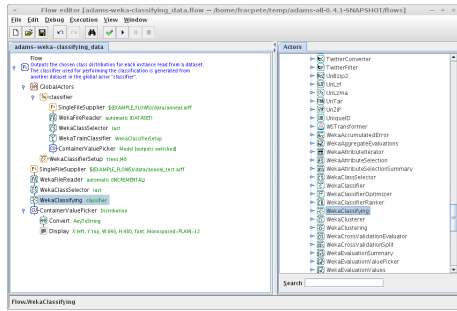 Flow editor [adams-weka-classifying_data.flow -- /home/fracpete/temp/adams-all-0.4.1-SNAPSHOT/flows]
File Edit Debug Execution View Window
adams-weka-classifying_data
Flow
Outputs the chosen class distribution for each instance read from a dataset.
The classifier used for performing the classification is generated from
another dataset in the global actor "classifier".
GlobalActors
classifier
SingleFileSupplier ${EXAMPLE_FLOWS}/data/anneal.arff
WekaFileReader automatic (DATASET)
WekaClassSelector last
WekaTrainClassifier WekaClassifierSetup
ContainerValuePicker Model [outputs switched]
WekaClassifierSetup trees.J48
SingleFileSupplier ${EXAMPLE_FLOWS}/data/anneal_test.arff
WekaFileReader automatic (INCREMENTAL)
WekaClassSelector last
WekaClassifying classifier
ContainerValuePicker Distribution
Convert AnyToString
Display X:left, Y:top, W:640, H:480, font: Monospaced-PLAIN-12
Actors
TwitterConverter
TwitterFilter
UnBzip2
UnLzf
UnLzma
UnTar
UnZIP
UniqueID
WSTransformer
WekaAccumulatedError
WekaAggregateEvaluations
WekaAttributeIterator
WekaAttributeSelection
WekaAttributeSelectionSummary
WekaClassSelector
WekaClassifier
WekaClassifierOptimizer
WekaClassifierRanker
WekaClassifying
WekaClusterer
WekaClustering
WekaCrossValidationEvaluator
WekaCrossValidationSplit
WekaEvaluationSummary
WekaEvaluationValuePicker
WekaEvaluationValues
Search
Flow.WekaClassifying